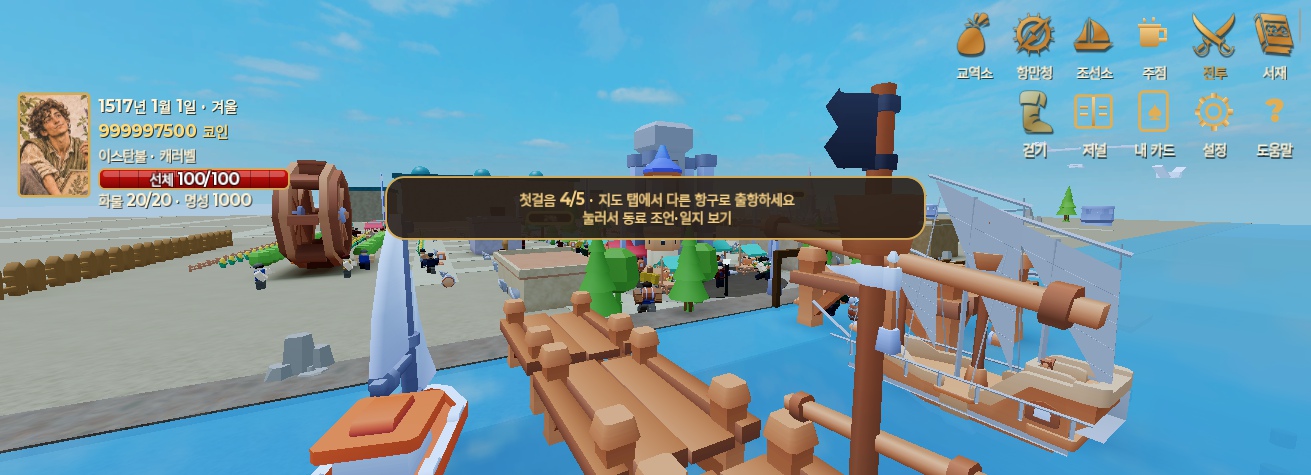 교역소
항만청
조선소
주점
전투
서재
걷기
저널
내 카드
설정
도움말
1517년 1월 1일 · 겨울
999997500 코인
이스탄불 · 캐러벨
선체 100/100
화물 20/20 · 명성 1000
첫걸음 4/5 · 지도 탭에서 다른 항구로 출항하세요
눌러서 동료 조언·일지 보기